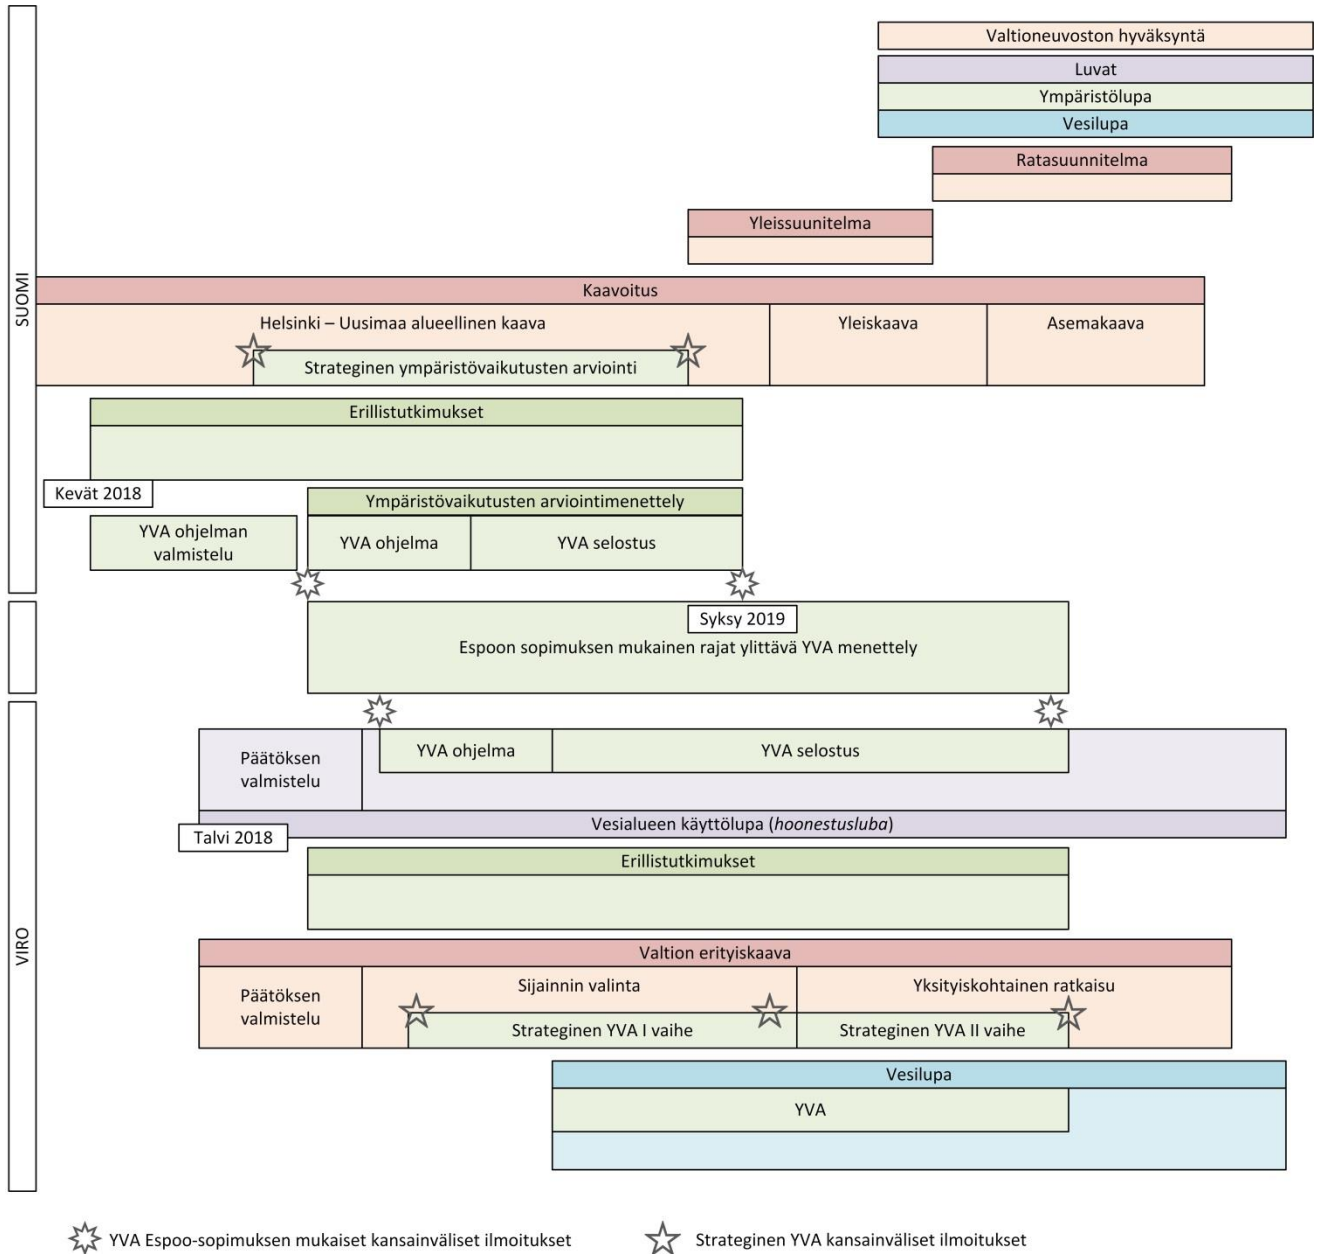 Valtioneuvoston hyväksyntä
Luvat
Ympäristölupa
Vesilupa
Ratasuunnitelma
Yleissuunitelma
SUOMI
Kaavoitus
Helsinki – Uusimaa alueellinen kaava
Yleiskaava
Asemakaava
Strateginen ympäristövaikutusten arviointi
Erillistutkimukset
Kevät 2018
Ympäristövaikutusten arviointimenettely
YVA ohjelman
valmistelu
YVA ohjelma
YVA selostus
Syksy 2019
Espoon sopimuksen mukainen rajat ylittävä YVA menettely
VIRO
Päätöksen
valmistelu
YVA ohjelma
YVA selostus
Vesialueen käyttölupa (hoonestusluba)
Talvi 2018
Erillistutkimukset
Valtion erityiskaava
Päätöksen
valmistelu
Sijainnin valinta
Yksityiskohtainen ratkaisu
Strateginen YVA I vaihe
Strateginen YVA II vaihe
Vesilupa
YVA
YVA Espoo-sopimuksen mukaiset kansainväliset ilmoitukset
Strateginen YVA kansainväliset ilmoitukset